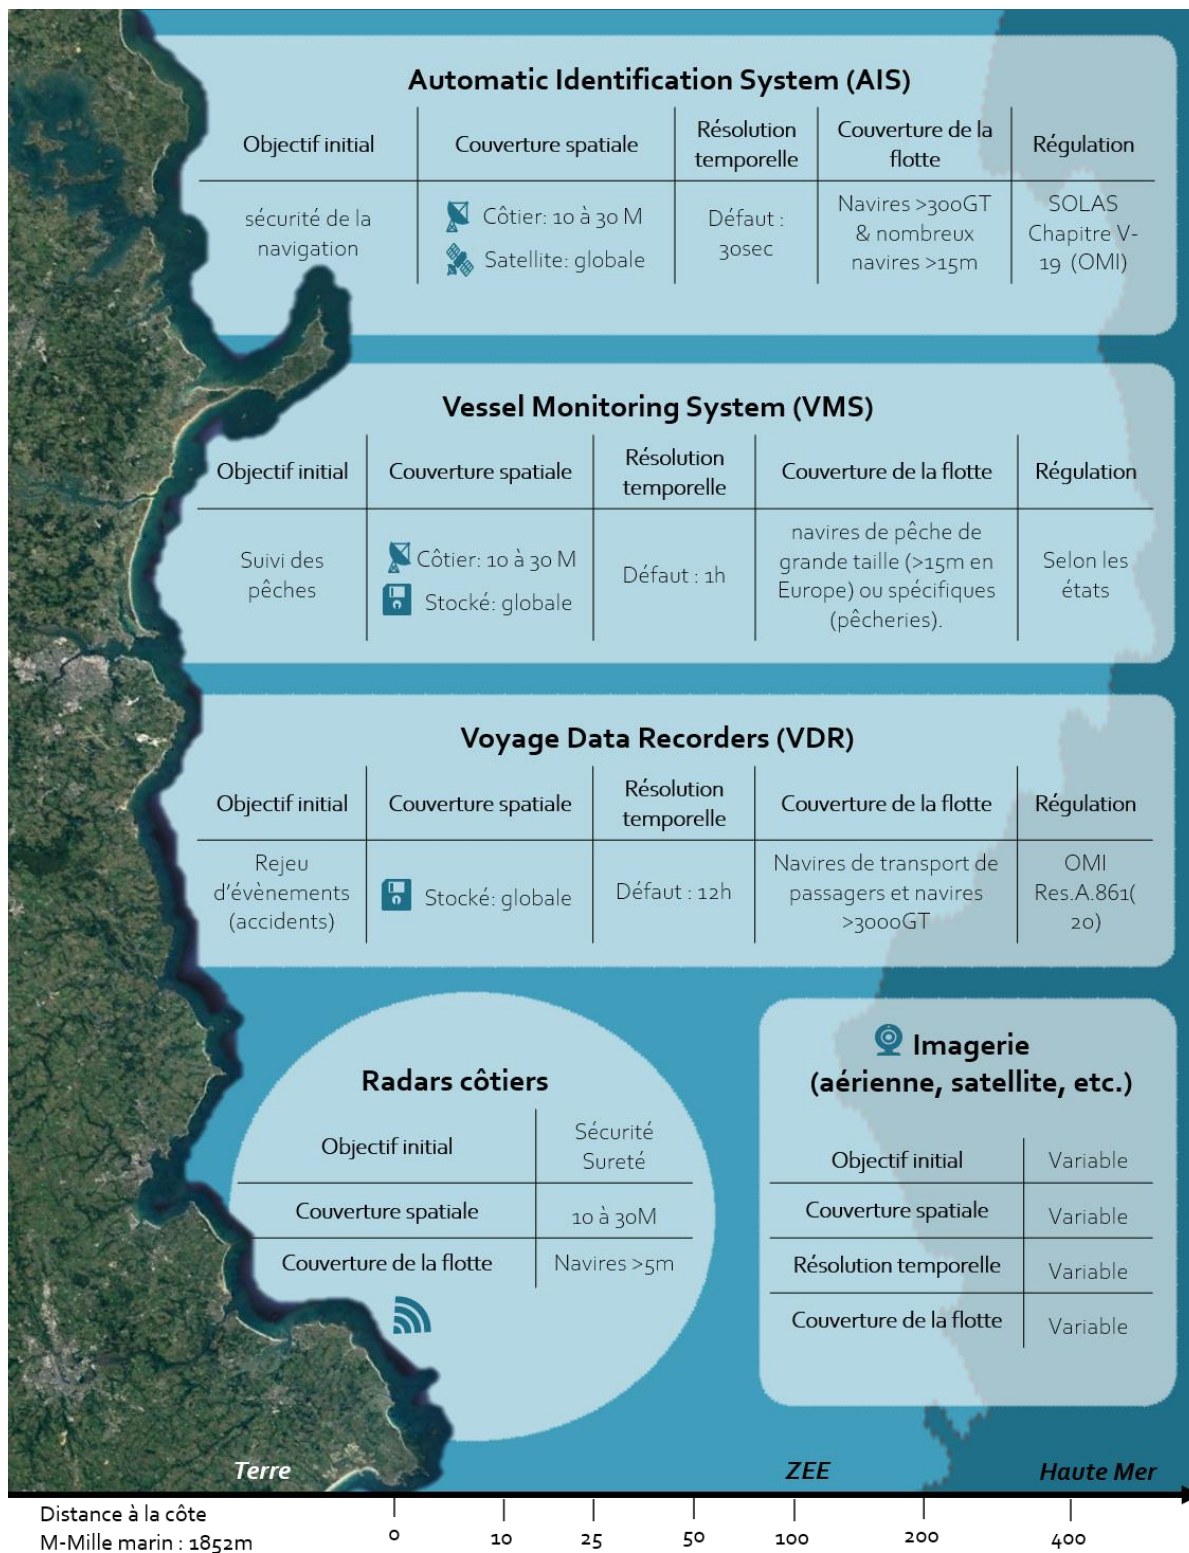 Automatic Identification System (AIS)
Objectif initial
Couverture spatiale
Résolution
temporelle
Couverture de la
flotte
Régulation
sécurité de la
navigation
Côtier: 10 à 30 M
Satellite: globale
Défaut :
30sec
Navires >300GT
& nombreux
navires >15m
SOLAS
Chapitre V-
19 (OMI)
Vessel Monitoring System (VMS)
Objectif initial
Couverture spatiale
Résolution
temporelle
Couverture de la flotte
Régulation
Suivi des
pêches
Côtier: 10 à 30 M
Stocké: globale
Défaut : 1h
navires de pêche de
grande taille (>15m en
Europe) ou spécifiques
(pêcheries).
Selon les
états
Voyage Data Recorders (VDR)
Objectif initial
Couverture spatiale
Résolution
temporelle
Couverture de la flotte
Régulation
Rejeu
d'évènements
(accidents)
Stocké: globale
Défaut : 12h
Navires de transport de
passagers et navires
>3000GT
OMI
Res.A.861(
20)
Radars côtiers
Objectif initial
Sécurité
Sureté
Couverture spatiale
10 à 30M
Couverture de la flotte
Navires >5m
Imagerie
(aérienne, satellite, etc.)
Objectif initial
Variable
Couverture spatiale
Variable
Résolution temporelle
Variable
Couverture de la flotte
Variable
Terre
ZEE
Haute Mer
Distance à la côte
M-Mille marin : 1852m
0
10
25
50
100
200
400